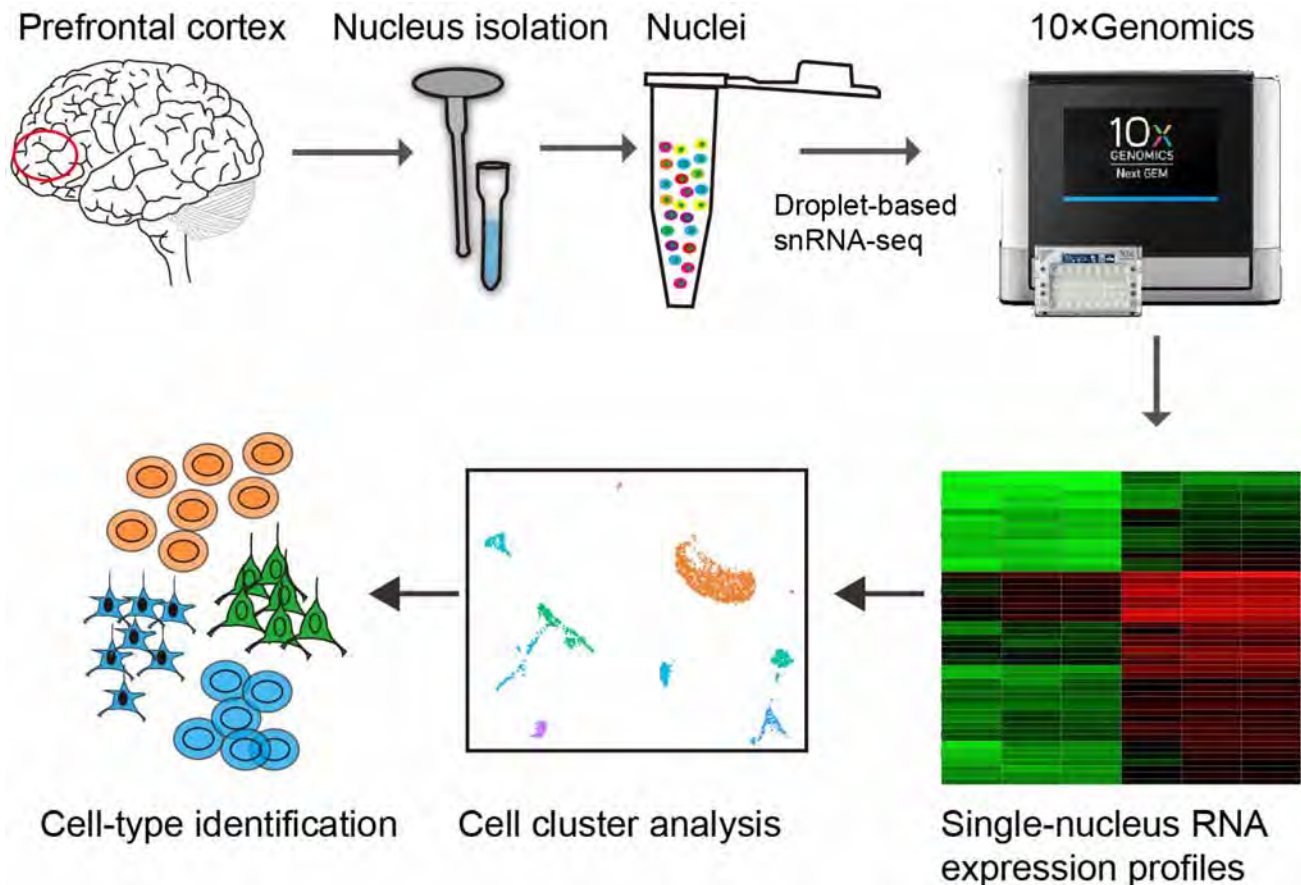 Prefrontal cortex
Nucleus isolation
Nuclei
10×Genomics
10x
GENOMICS
Next GEM
Droplet-based
snRNA-seq
Cell-type identification
Cell cluster analysis
Single-nucleus RNA
expression profiles